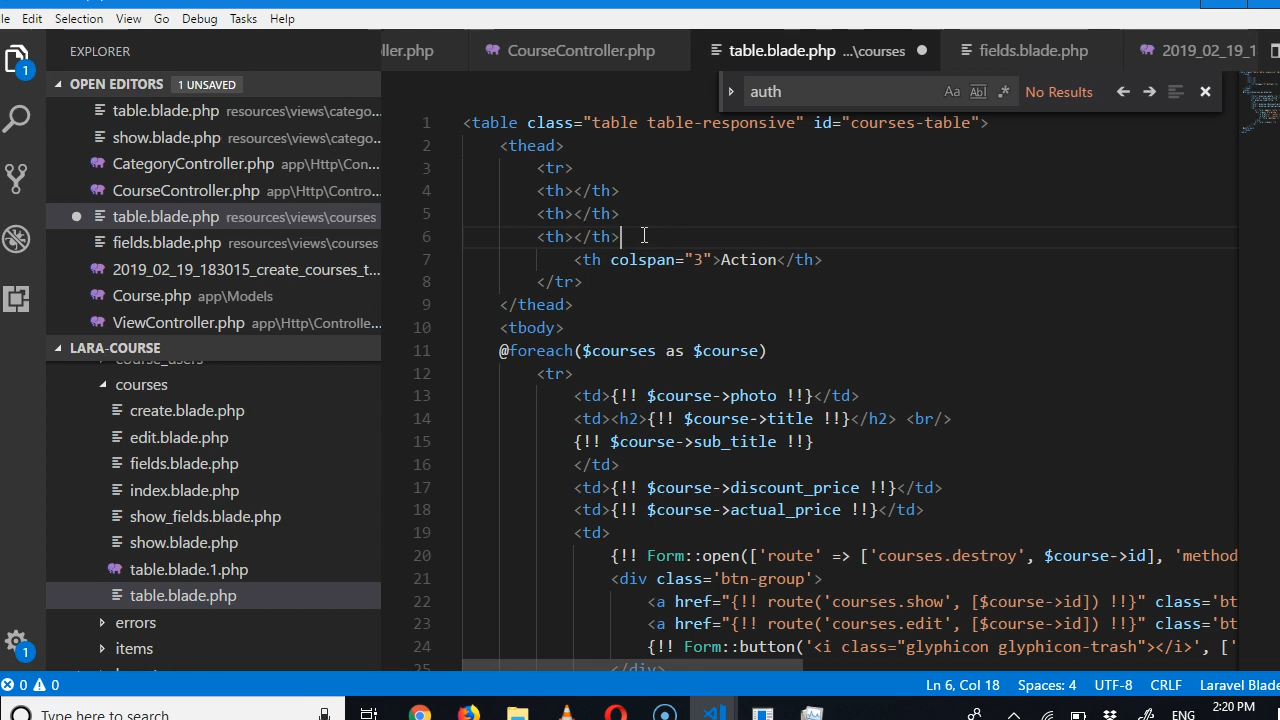 le Edit Selection View Go Debug Tasks Help
EXPLORER
OPEN EDITORS 1 UNSAVED
table.blade.php resources\views\catego...
show.blade.php resources\views\catego...
CategoryController.php app\Http\Con...
CourseController.php app\Http\Contro...
table.blade.php resources\views\courses
fields.blade.php resources\views\courses
2019_02_19_183015_create_courses_t...
Course.php app\Models
ViewController.php app\Http\Controlle...
LARA-COURSE
course_users
courses
create.blade.php
edit.blade.php
fields.blade.php
index.blade.php
show_fields.blade.php
show.blade.php
table.blade.1.php
table.blade.php
errors
items
1
1
ller.php CourseController.php table.blade.php ...\courses fields.blade.php 2019_02_19_1
auth Aa Abl .* No Results
1 <table class="table table-responsive" id="courses-table">
2 <thead>
3 <tr>
4 <th></th>
5 <th></th>
6 <th></th>
7 <th colspan="3">Action</th>
8 </tr>
9 </thead>
10 <tbody>
11 @foreach($courses as $course)
12 <tr>
13 <td>{!! $course->photo !!}</td>
14 <td><h2>{!! $course->title !!}</h2> <br/>
15 {!! $course->sub_title !!}
16 </td>
17 <td>{!! $course->discount_price !!}</td>
18 <td>{!! $course->actual_price !!}</td>
19 <td>
20 {!! Form::open(['route' => ['courses.destroy', $course->id], 'method
21 <div class='btn-group'>
22 <a href="{!! route('courses.show', [$course->id]) !!}" class='bt
23 <a href="{!! route('courses.edit', [$course->id]) !!}" class='bt
24 {!! Form::button('<i class="glyphicon glyphicon-trash"></i>', ['
25 </div>
0 0 Ln 6, Col 18 Spaces: 4 UTF-8 CRLF Laravel Blade
Type here to search ENG 2:20 PM